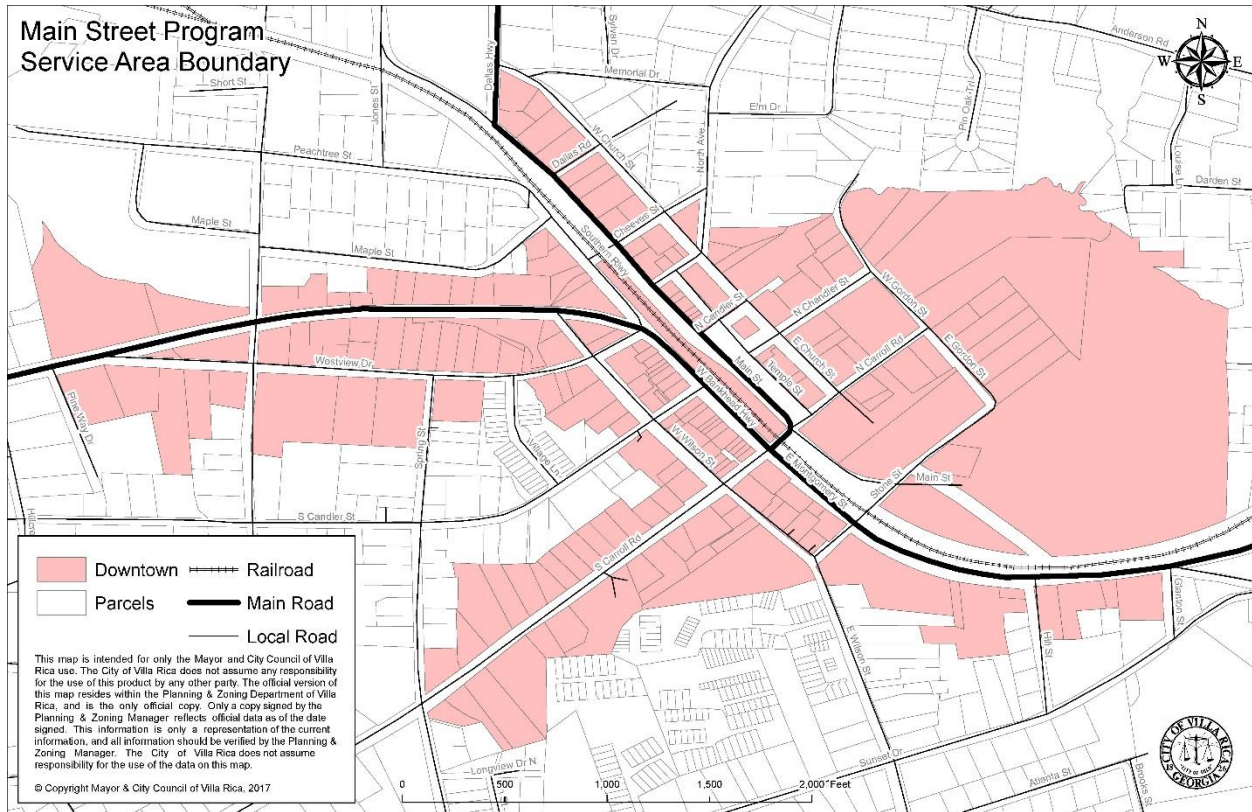 Main Street Program
Service Area Boundary
N
W
E
S
Anderson Rd
Dallas Hwy
Sylvan Dr
Memorial Dr
Short St
Jones St
Elm Dr
Pin Oak Trl
Louise Ln
Darden St
Peachtree St
Dallas Rd
W Church St
North Ave
Maple St
Maple St
Southern Rlwy
Cheeves St
N Candler St
N Chandler St
W Gordon St
E Gordon St
E Church St
N Carroll Rd
Main St
Temple St
Westview Dr
W Bankhead Hwy
Pine Way Dr
Spring St
Village Ln
W Wilson St
E Montgomery St
Stone St
Main St
S Candler St
S Carroll Rd
E Wilson St
Hill St
Glanton St
Sunset Dr
Longview Dr N
Atlanta St
Brooks St
Downtown
Railroad
Parcels
Main Road
Local Road
This map is intended for only the Mayor and City Council of Villa
Rica use. The City of Villa Rica does not assume any responsibility
for the use of this product by any other party. The official version of
this map resides within the Planning & Zoning Department of Villa
Rica, and is the only official copy. Only a copy signed by the
Planning & Zoning Manager reflects official data as of the date
signed. This information is only a representation of the current
information, and all information should be verified by the Planning &
Zoning Manager. The City of Villa Rica does not assume
responsibility for the use of the data on this map.
© Copyright Mayor & City Council of Villa Rica, 2017
0 500 1,000 1,500 2,000 Feet
CITY OF VILLA RICA
GEORGIA